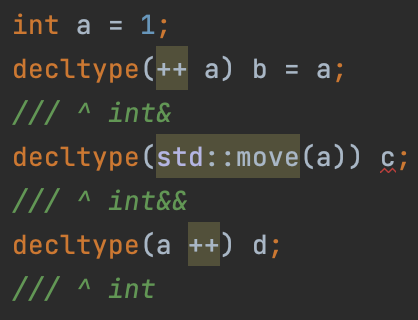 int a = 1;
decltype(++ a) b = a;
/// ^ int&
decltype(std::move(a)) c;
/// ^ int&&
decltype(a ++) d;
/// ^ int